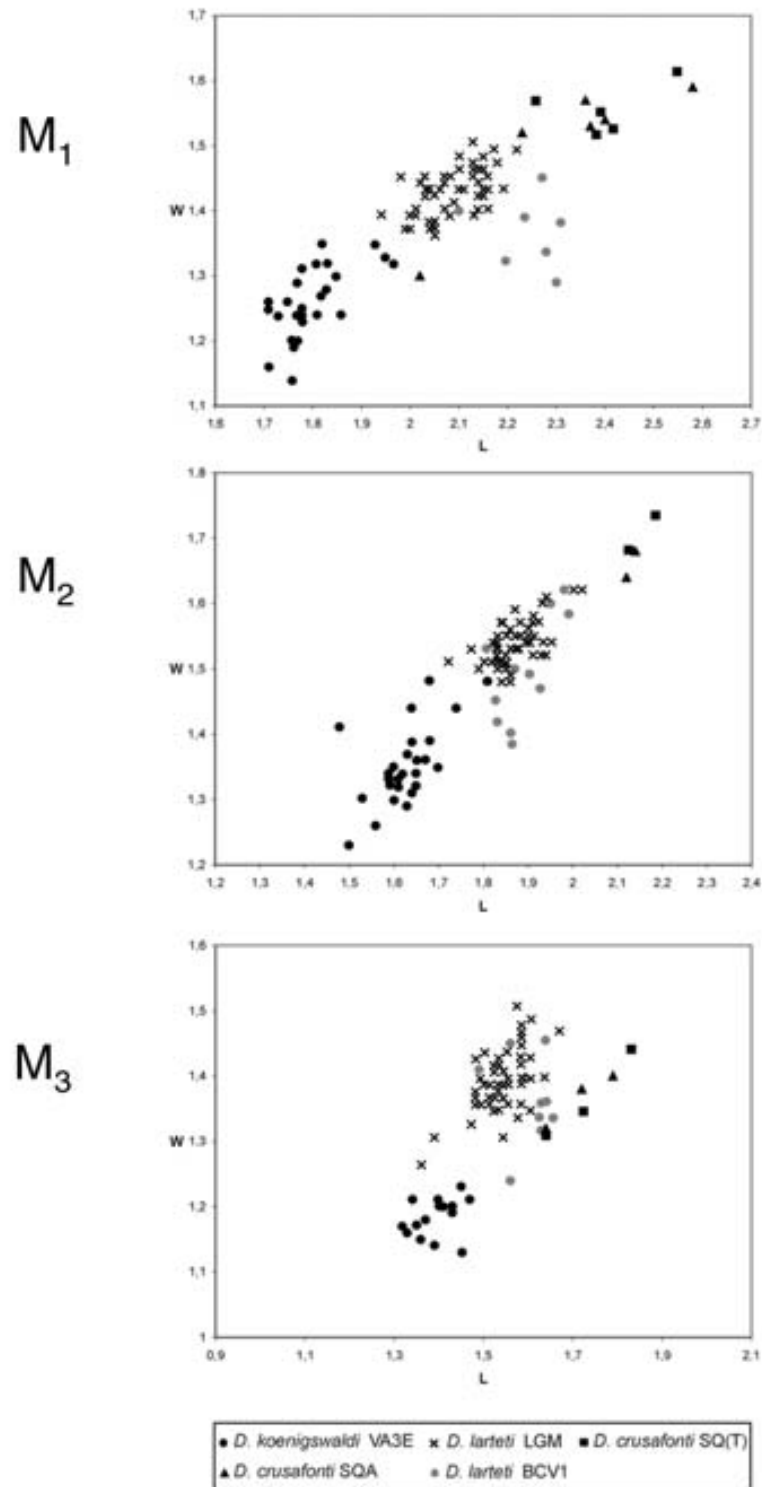 M1
1,7
1,6
1,5
W 1,4
1,3
1,2
1,1
1,6 1,7 1,8 1,9 2 2,1 2,2 2,3 2,4 2,5 2,6 2,7
L
M2
1,8
1,7
1,6
W 1,5
1,4
1,3
1,2
1,2 1,3 1,4 1,5 1,6 1,7 1,8 1,9 2 2,1 2,2 2,3 2,4
L
M3
1,6
1,5
1,4
W 1,3
1,2
1,1
1
0,9 1,1 1,3 1,5 1,7 1,9 2,1
L
D. koenigswaldi VA3E D. larteti LGM D. crusafonti SQ(T)
D. crusafonti SQA D. larteti BCV1